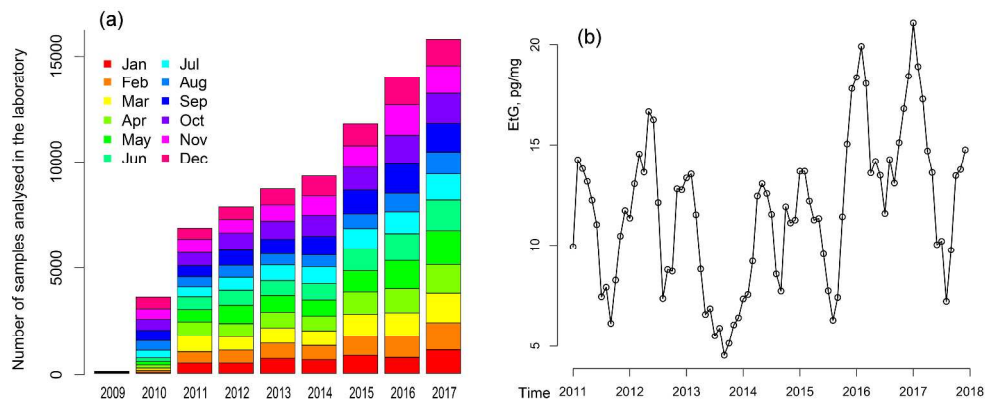 (a)
Number of samples analysed in the laboratory
15000
10000
5000
0
Jan
Feb
Mar
Apr
May
Jun
Jul
Aug
Sep
Oct
Nov
Dec
2009 2010 2011 2012 2013 2014 2015 2016 2017
(b)
EtG, pg/mg
20
15
10
5
Time
2011 2012 2013 2014 2015 2016 2017 2018